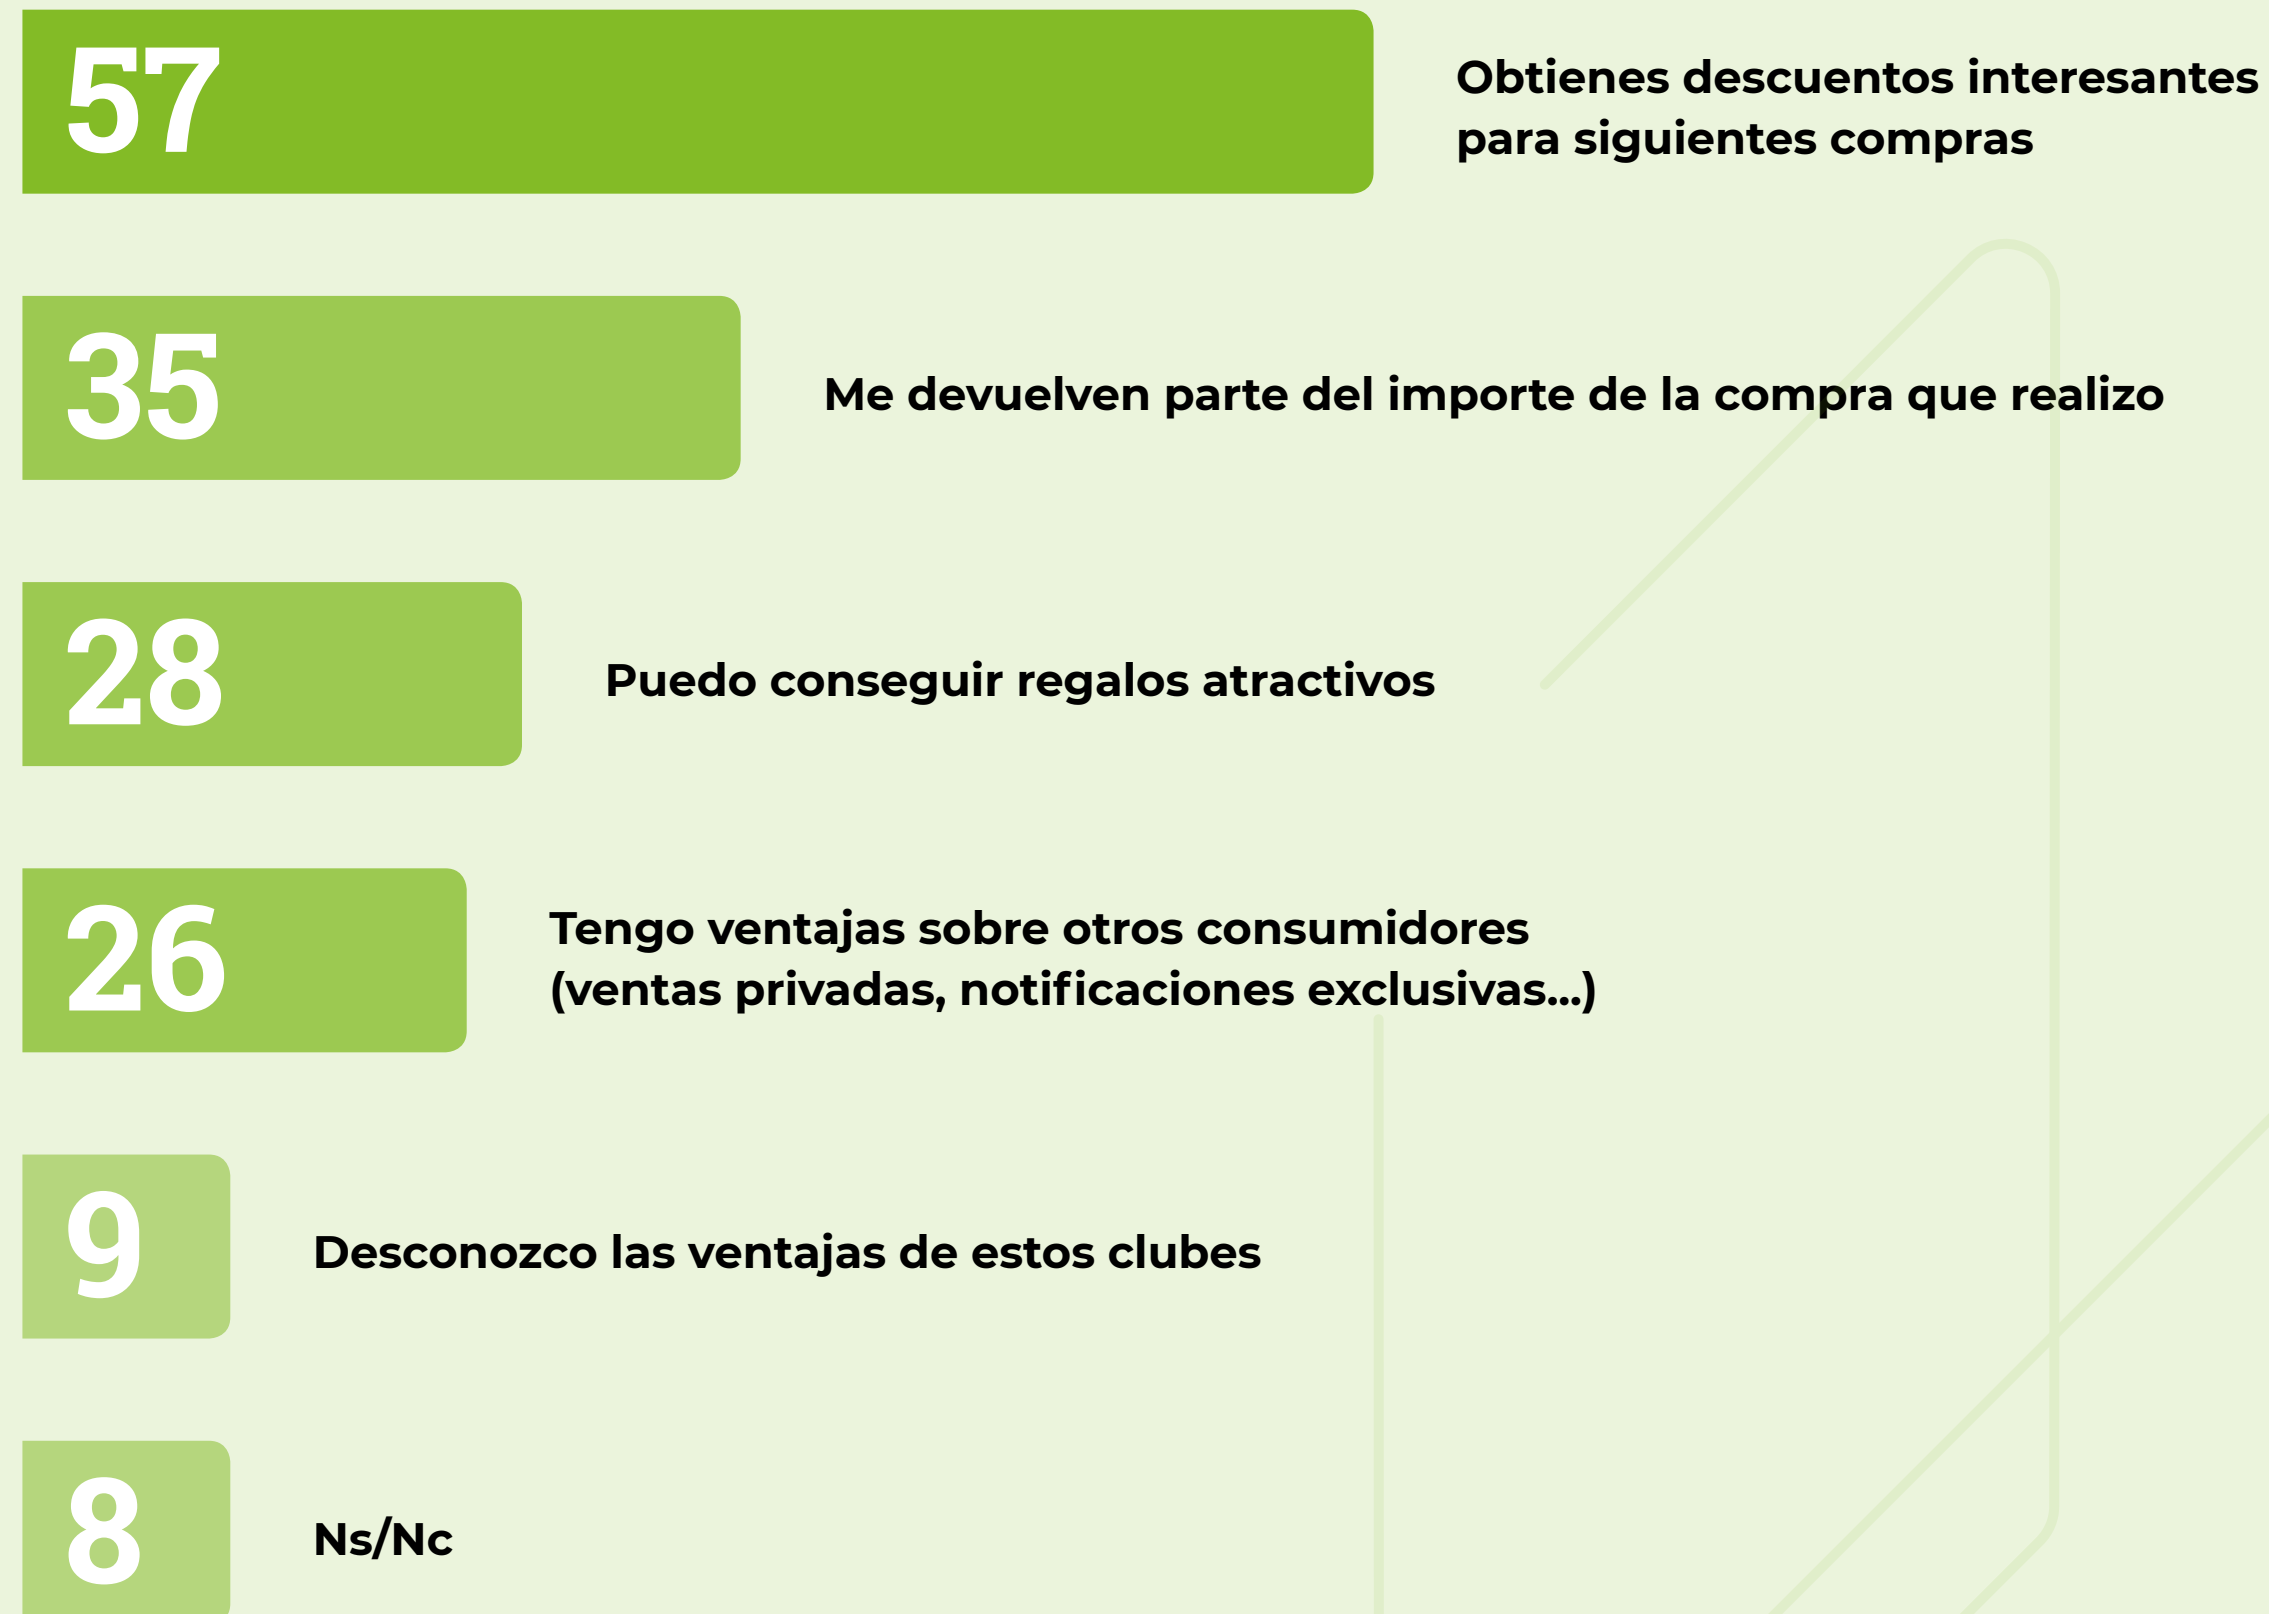 57
Obtienes descuentos interesantes
para siguientes compras
35
Me devuelven parte del importe de la compra que realizo
28
Puedo conseguir regalos atractivos
26
Tengo ventajas sobre otros consumidores
(ventas privadas, notificaciones exclusivas...)
9
Desconozco las ventajas de estos clubes
8
Ns/Nc